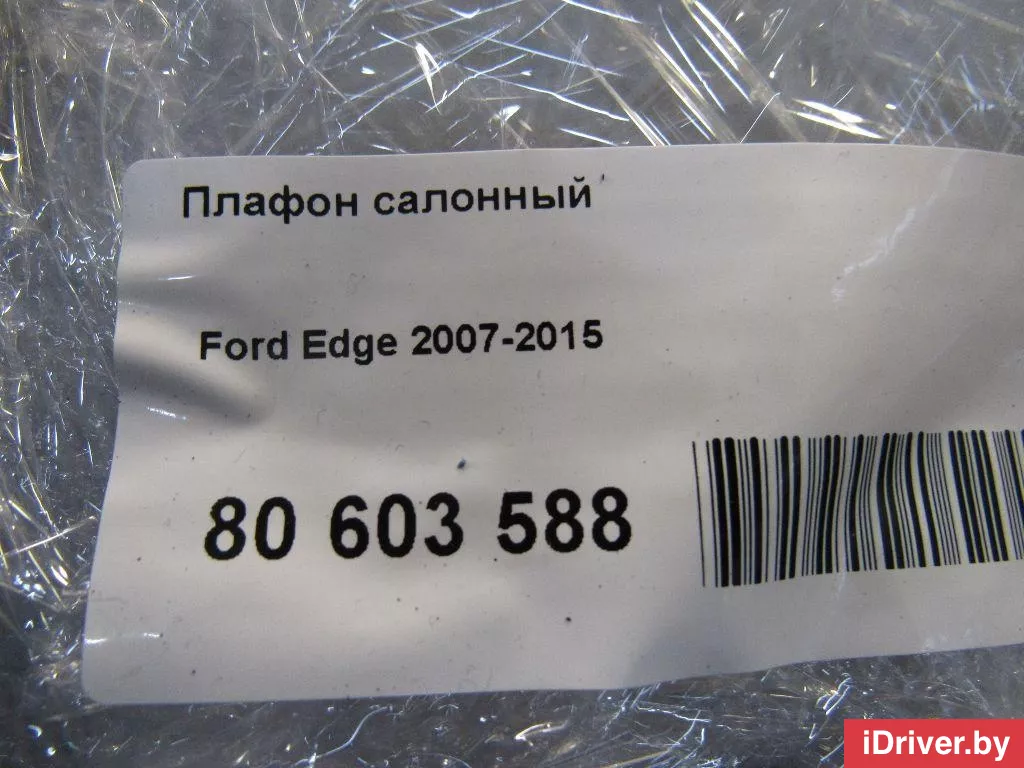 Плафон салонный
Ford Edge 2007-2015
80 603 588
iDriver.by